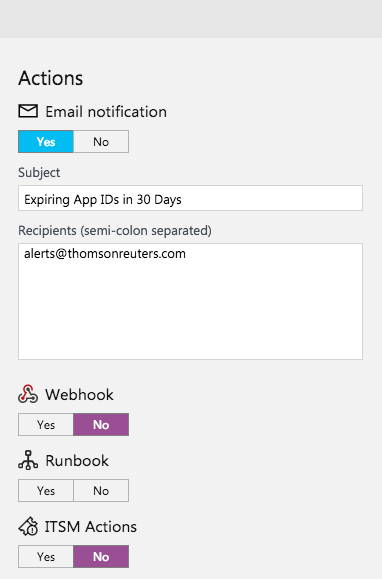 Actions
Email notification
Yes No
Subject
Expiring App IDs in 30 Days
Recipients (semi-colon separated)
alerts@thomsonreuters.com
Webhook
Yes No
Runbook
Yes No
ITSM Actions
Yes No